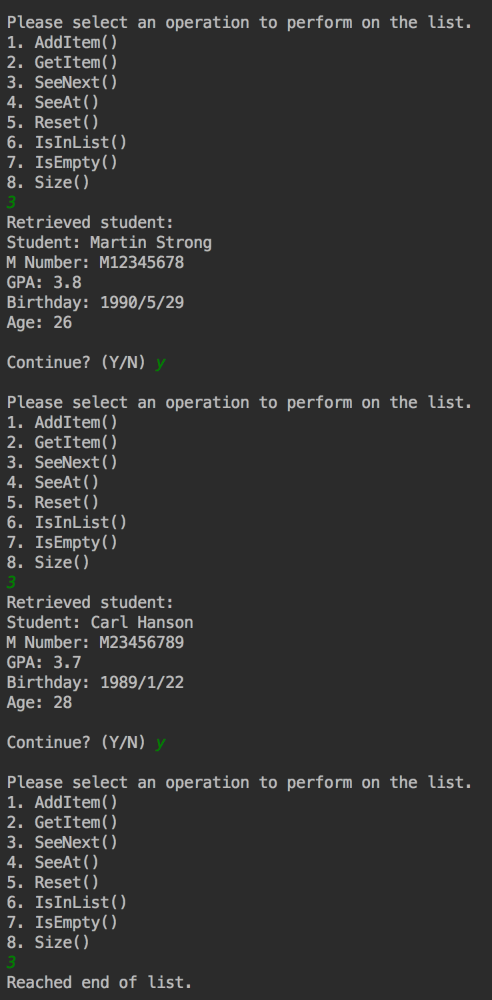 Please select an operation to perform on the list.
1. AddItem()
2. GetItem()
3. SeeNext()
4. SeeAt()
5. Reset()
6. IsInList()
7. IsEmpty()
8. Size()
3
Retrieved student:
Student: Martin Strong
M Number: M12345678
GPA: 3.8
Birthday: 1990/5/29
Age: 26
Continue? (Y/N) y
Please select an operation to perform on the list.
1. AddItem()
2. GetItem()
3. SeeNext()
4. SeeAt()
5. Reset()
6. IsInList()
7. IsEmpty()
8. Size()
3
Retrieved student:
Student: Carl Hanson
M Number: M23456789
GPA: 3.7
Birthday: 1989/1/22
Age: 28
Continue? (Y/N) y
Please select an operation to perform on the list.
1. AddItem()
2. GetItem()
3. SeeNext()
4. SeeAt()
5. Reset()
6. IsInList()
7. IsEmpty()
8. Size()
3
Reached end of list.